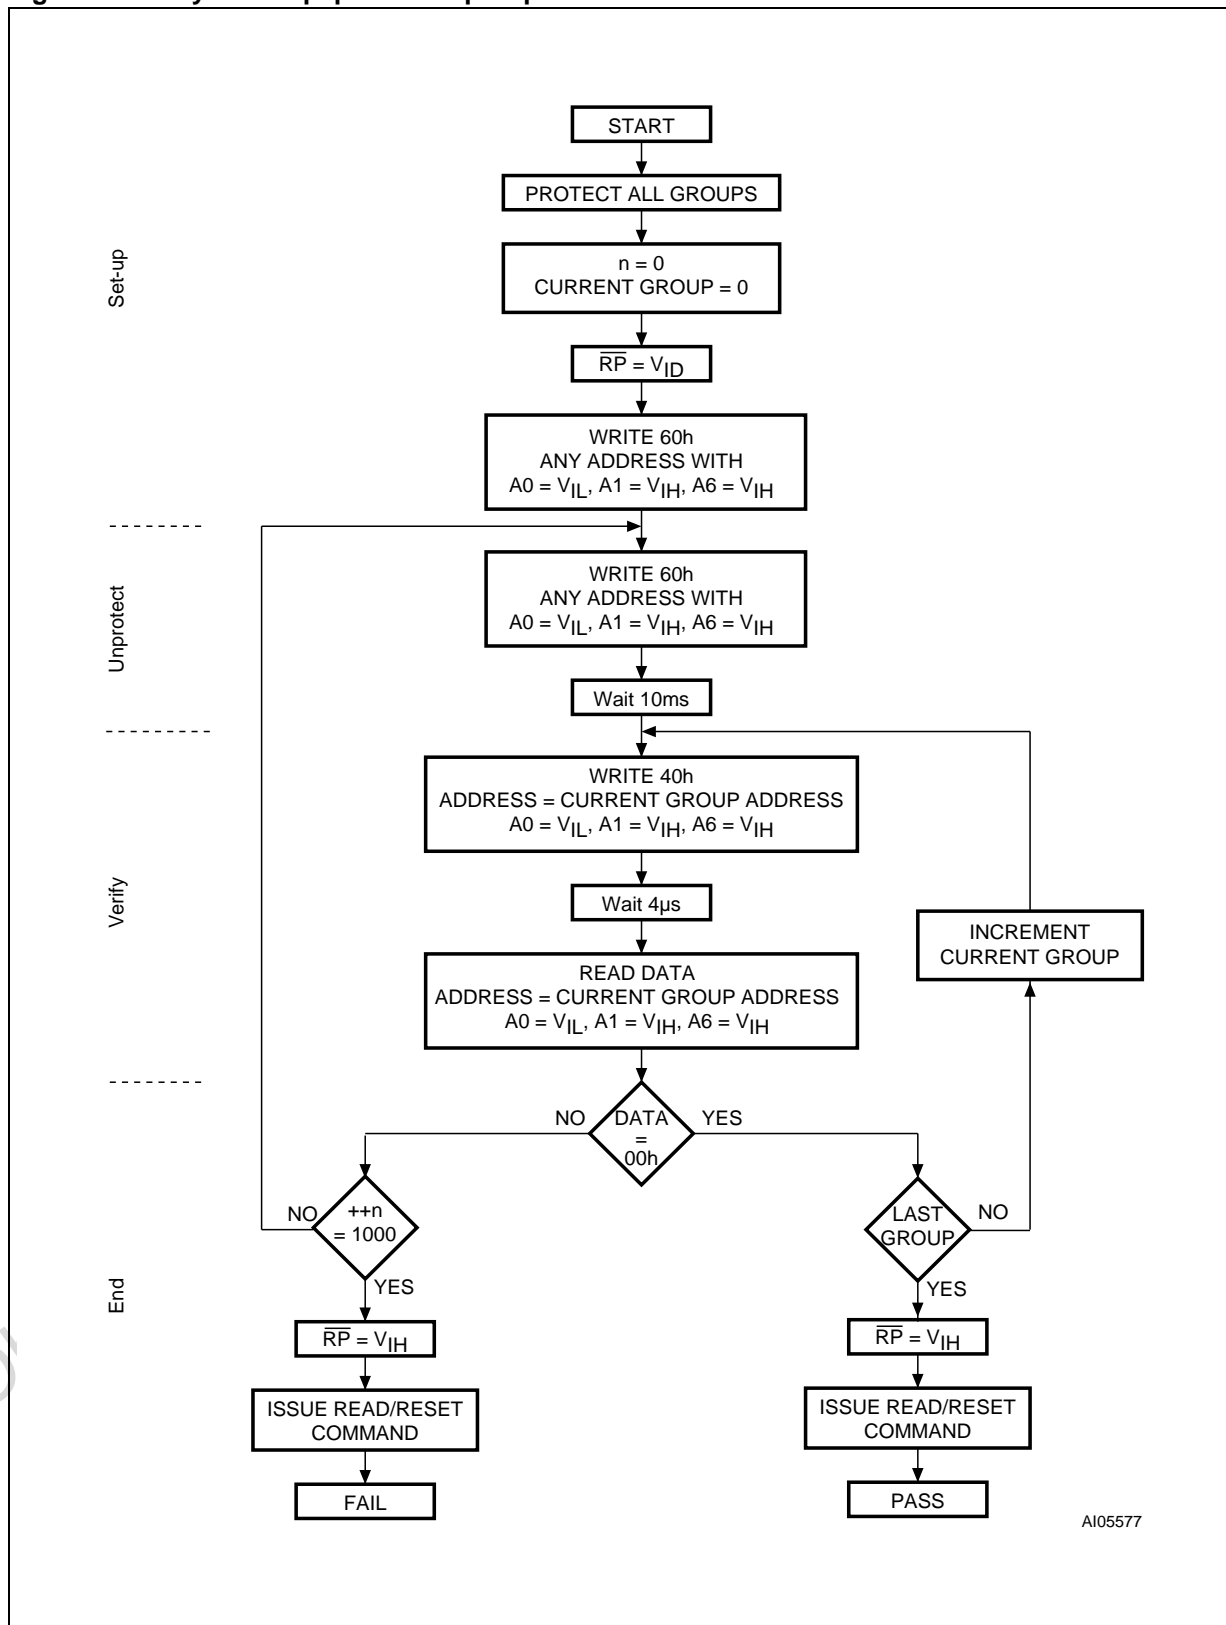 START
PROTECT ALL GROUPS
Set-up
n = 0
CURRENT GROUP = 0
RP = VID
WRITE 60h
ANY ADDRESS WITH
A0 = VIL, A1 = VIH, A6 = VIH
Unprotect
WRITE 60h
ANY ADDRESS WITH
A0 = VIL, A1 = VIH, A6 = VIH
Wait 10ms
Verify
WRITE 40h
ADDRESS = CURRENT GROUP ADDRESS
A0 = VIL, A1 = VIH, A6 = VIH
Wait 4µs
INCREMENT
CURRENT GROUP
READ DATA
ADDRESS = CURRENT GROUP ADDRESS
A0 = VIL, A1 = VIH, A6 = VIH
End
NO
DATA
=
00h
YES
NO
++n
= 1000
YES
LAST
GROUP
NO
YES
RP = VIH
RP = VIH
ISSUE READ/RESET
COMMAND
ISSUE READ/RESET
COMMAND
FAIL
PASS
AI05577